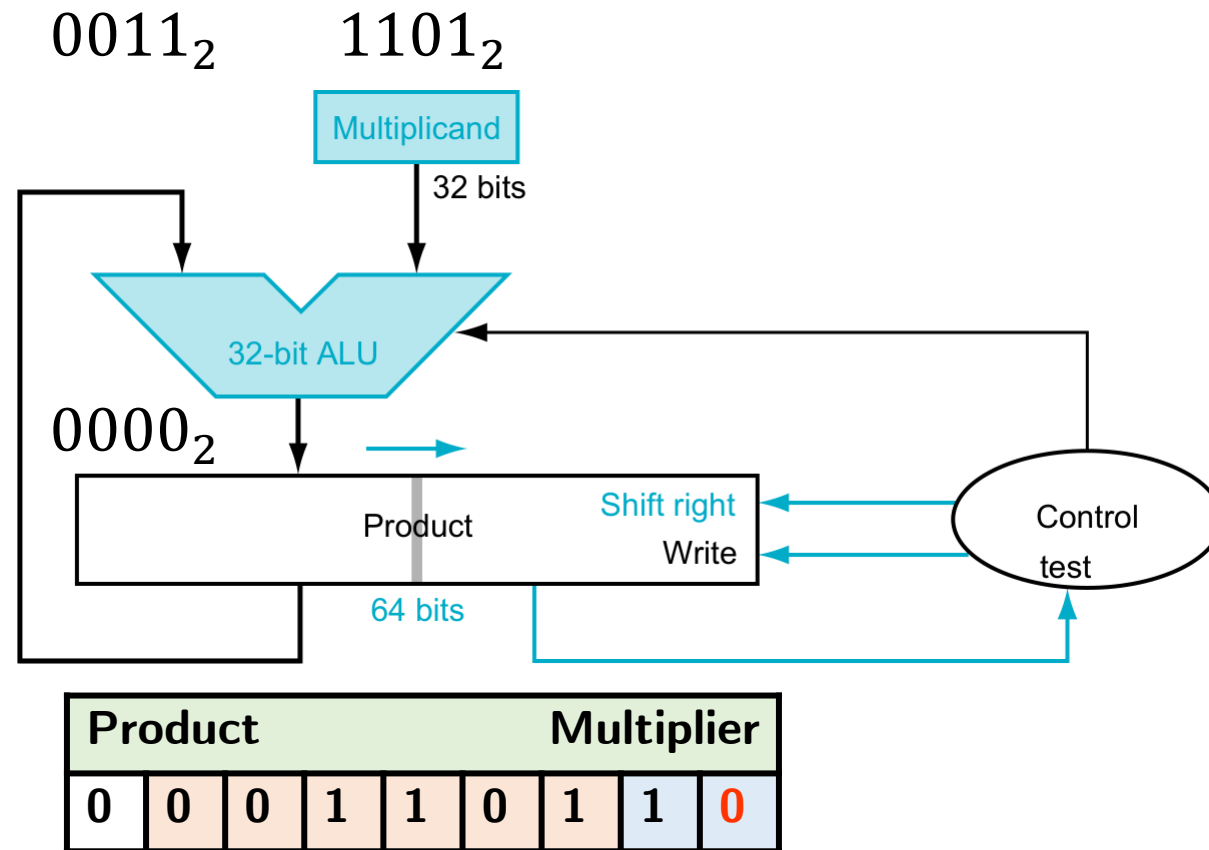 0011₂ 1101₂
Multiplicand
32 bits
32-bit ALU
0000₂
Shift right
Product
Write
Control
test
64 bits
Product Multiplier
0 0 0 1 1 0 1 1 0